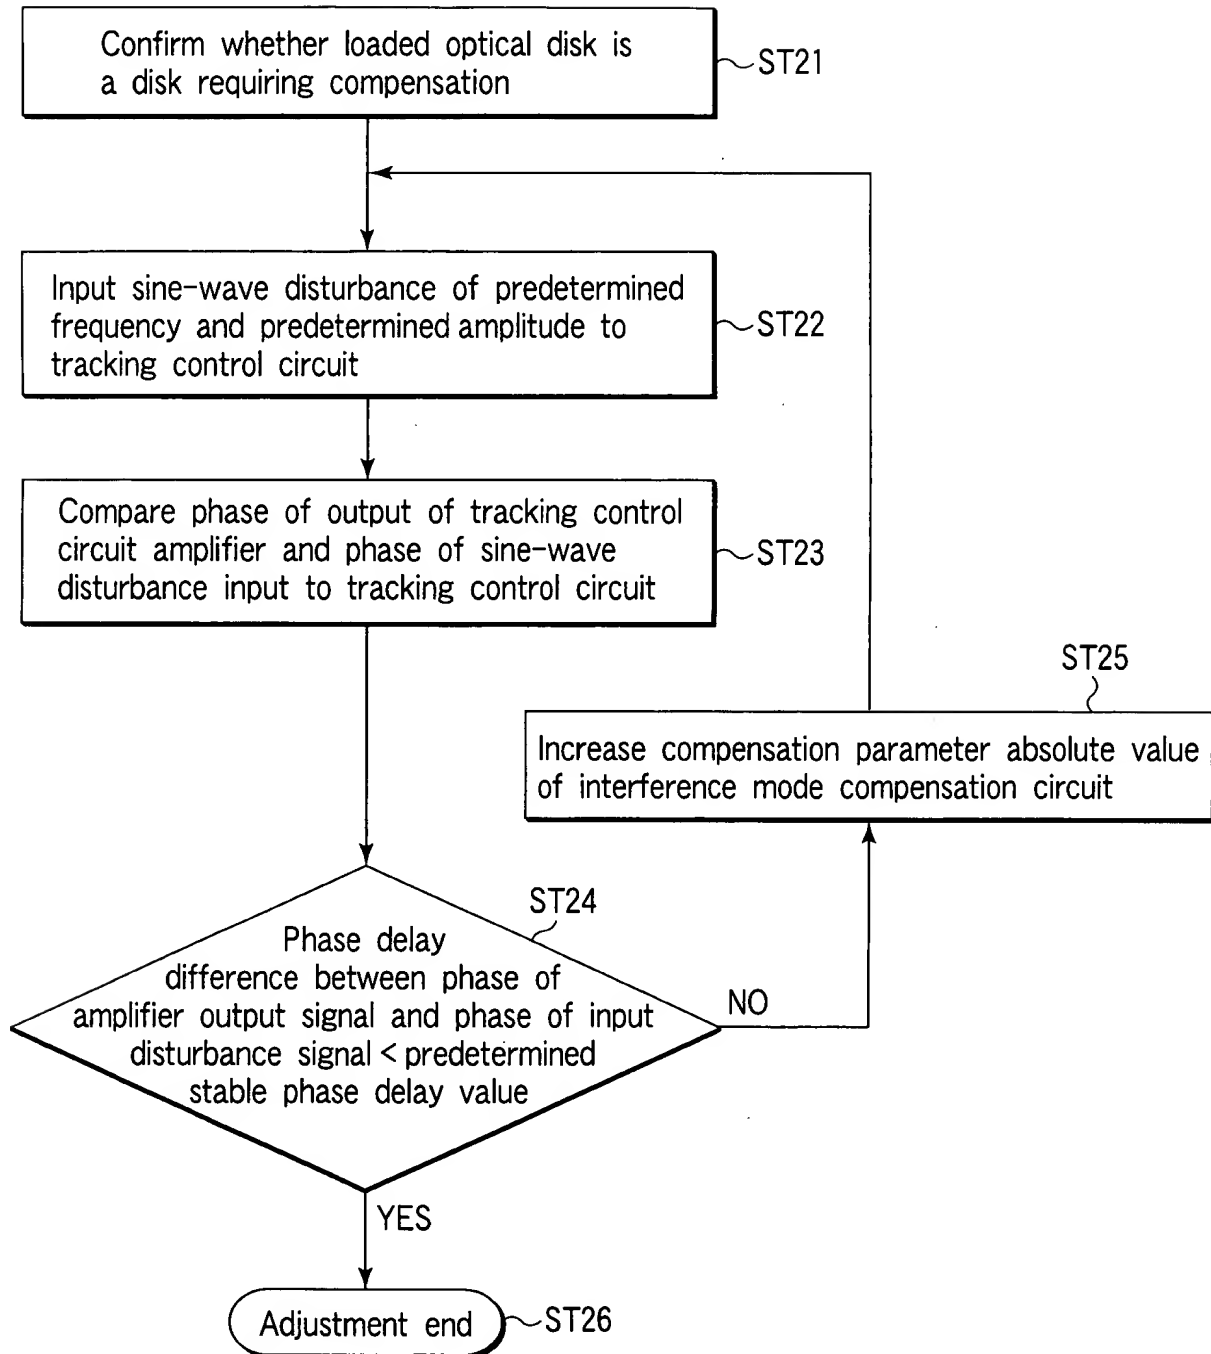 Confirm whether loaded optical disk is
a disk requiring compensation
ST21
Input sine-wave disturbance of predetermined
frequency and predetermined amplitude to
tracking control circuit
ST22
Compare phase of output of tracking control
circuit amplifier and phase of sine-wave
disturbance input to tracking control circuit
ST23
ST25
Increase compensation parameter absolute value
of interference mode compensation circuit
ST24
Phase delay
difference between phase of
amplifier output signal and phase of input
disturbance signal < predetermined
stable phase delay value
NO
YES
Adjustment end
ST26